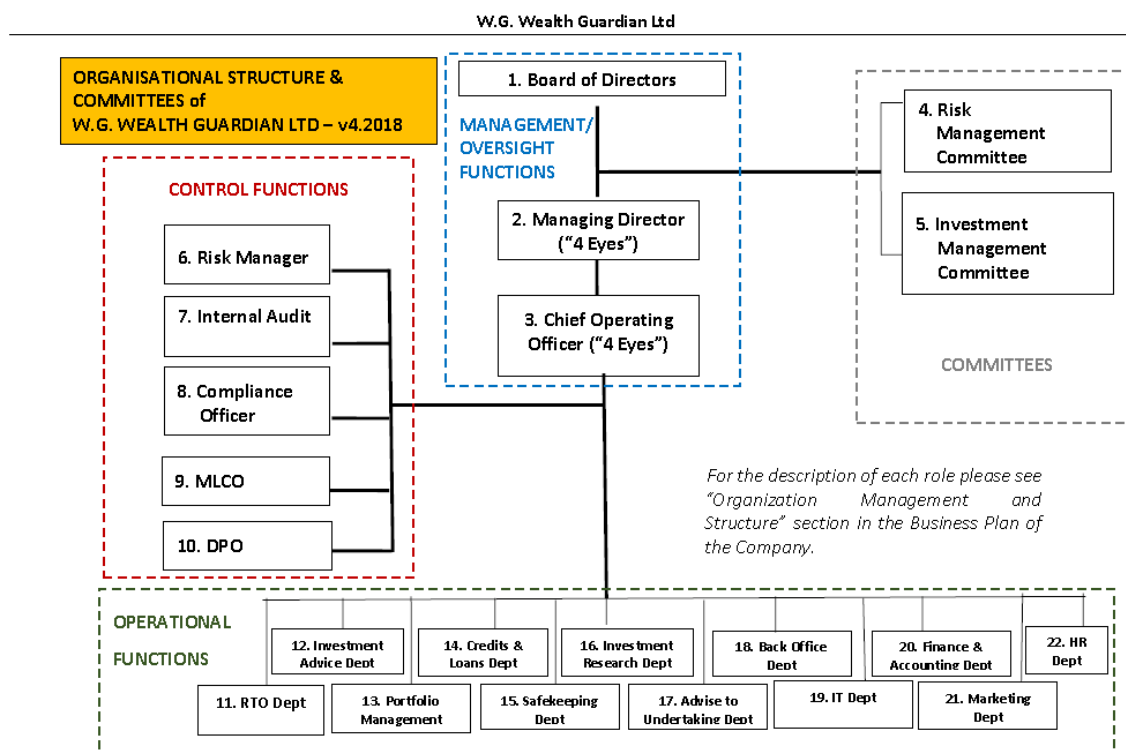 W.G. Wealth Guardian Ltd
ORGANISATIONAL STRUCTURE &
COMMITTEES of
W.G. WEALTH GUARDIAN LTD – v4.2018
1. Board of Directors
MANAGEMENT/
OVERSIGHT
FUNCTIONS
2. Managing Director
(“4 Eyes”)
3. Chief Operating
Officer (“4 Eyes”)
4. Risk
Management
Committee
5. Investment
Management
Committee
COMMITTEES
CONTROL FUNCTIONS
6. Risk Manager
7. Internal Audit
8. Compliance
Officer
9. MLCO
10. DPO
For the description of each role please see
“Organization Management and
Structure” section in the Business Plan of
the Company.
OPERATIONAL
FUNCTIONS
11. RTO Dept
12. Investment
Advice Dept
13. Portfolio
Management
14. Credits &
Loans Dept
15. Safekeeping
Dept
16. Investment
Research Dept
17. Advise to
Undertaking Dept
18. Back Office
Dept
19. IT Dept
20. Finance &
Accounting Dept
21. Marketing
Dept
22. HR
Dept